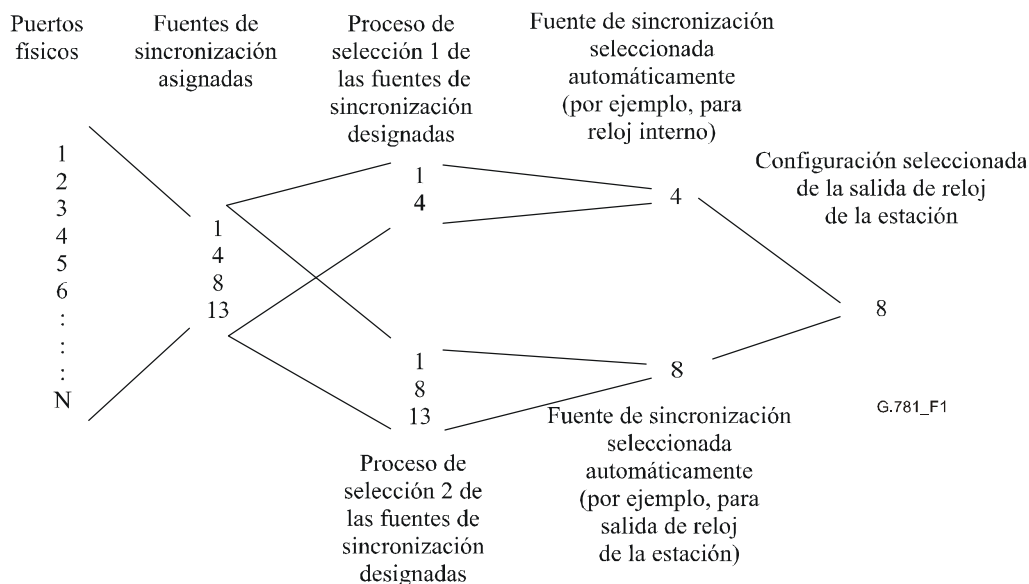 Puertos
físicos
Fuentes de
sincronización
asignadas
Proceso de
selección 1 de
las fuentes de
sincronización
designadas
Fuente de sincronización
seleccionada
automáticamente
(por ejemplo, para
reloj interno)
Configuración seleccionada
de la salida de reloj
de la estación
1
2
3
4
5
6
:
:
:
N
1
4
8
13
1
4
4
1
8
13
8
8
G.781_F1
Proceso de
selección 2 de
las fuentes de
sincronización
designadas
Fuente de sincronización
seleccionada
automáticamente
(por ejemplo, para
salida de reloj
de la estación)